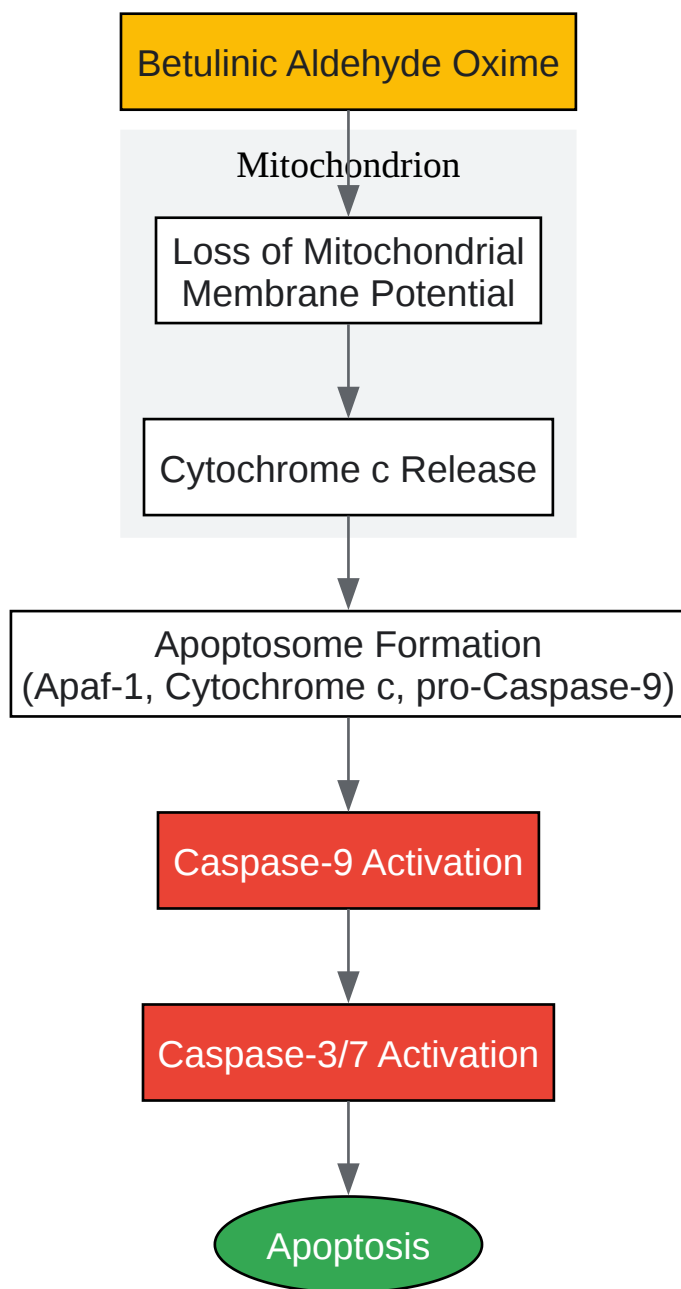 Betulinic Aldehyde Oxime
Mitochondrion
Loss of Mitochondrial
Membrane Potential
Cytochrome c Release
Apoptosome Formation
(Apaf-1, Cytochrome c, pro-Caspase-9)
Caspase-9 Activation
Caspase-3/7 Activation
Apoptosis